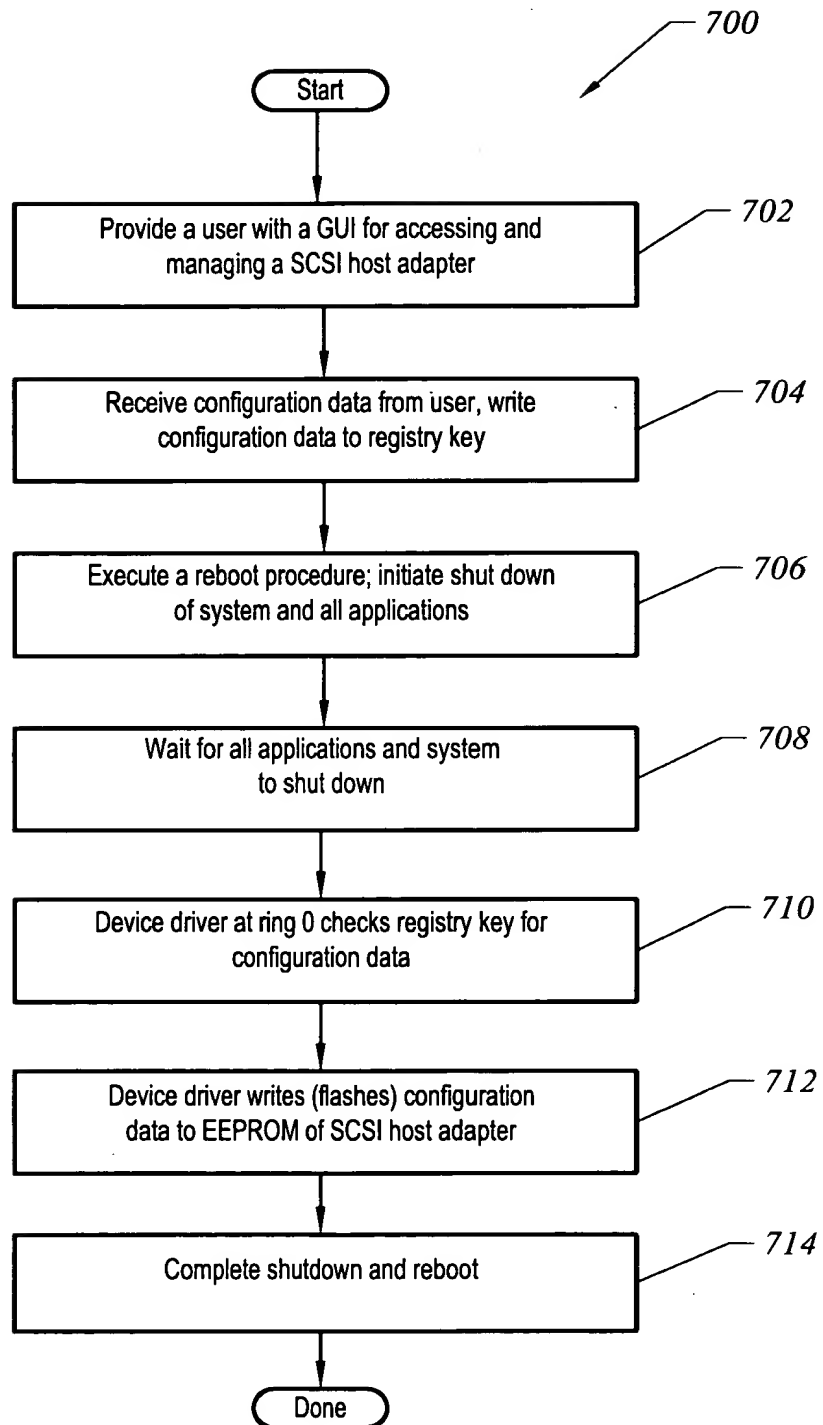 700
Start
Provide a user with a GUI for accessing and
managing a SCSI host adapter
702
Receive configuration data from user, write
configuration data to registry key
704
Execute a reboot procedure; initiate shut down
of system and all applications
706
Wait for all applications and system
to shut down
708
Device driver at ring 0 checks registry key for
configuration data
710
Device driver writes (flashes) configuration
data to EEPROM of SCSI host adapter
712
Complete shutdown and reboot
714
Done